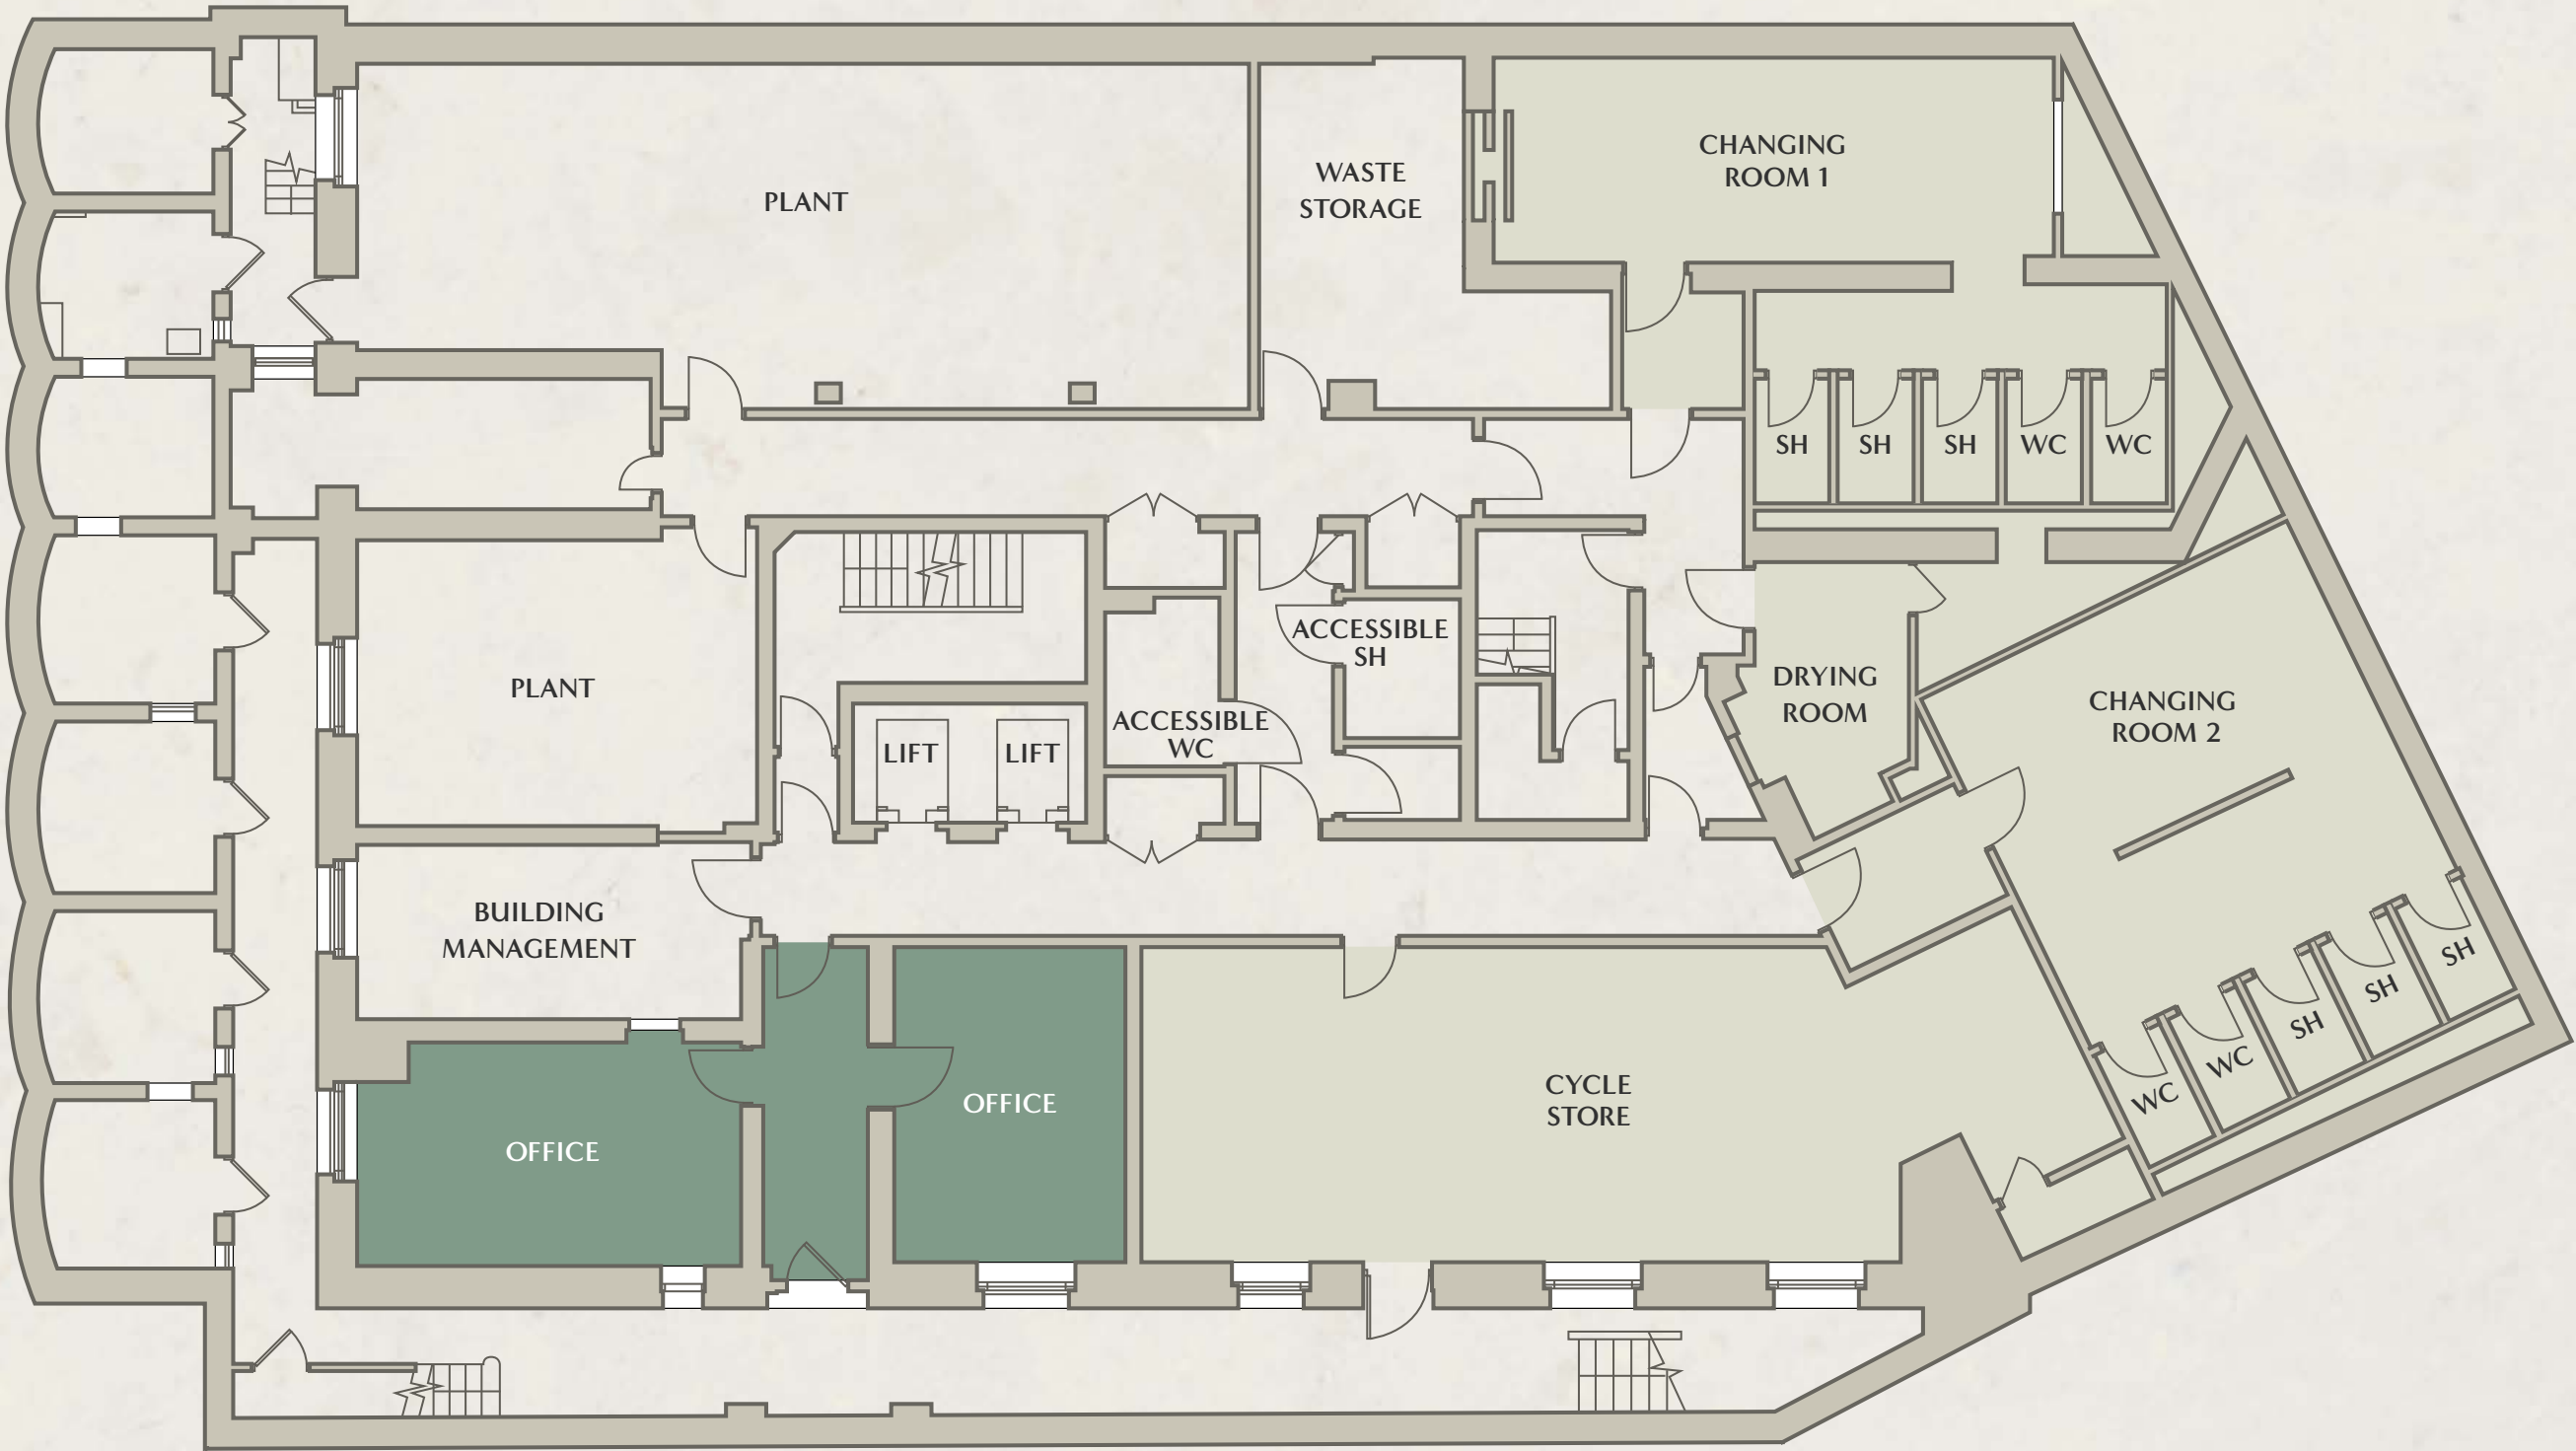 CHANGING
ROOM 1
WASTE
STORAGE
PLANT
SH
SH
SH
WC
WC
ACCESSIBLE
SH
PLANT
DRYING
ROOM
CHANGING
ROOM 2
ACCESSIBLE
WC
LIFT
LIFT
BUILDING
MANAGEMENT
SH
SH
SH
WC
WC
CYCLE
STORE
OFFICE
OFFICE